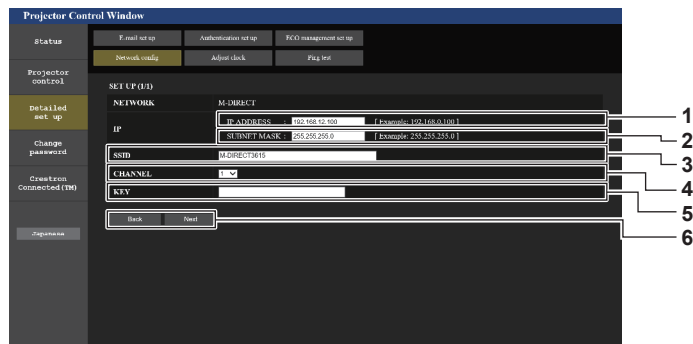 Projector Control Window
Status
Projector
control
Detailed
set up
Change
password
Crestron
Connected(TM)
Japanese
E-mail set up
Authentication set up
ECO management set up
Network config
Adjust clock
Ping test
SET UP (1/1)
NETWORK M-DIRECT
IP
IP ADDRESS : 192.168.12.100 [ Example: 192.168.0.100 ]
SUBNET MASK : 255.255.255.0 [ Example: 255.255.255.0 ]
SSID M-DIRECT3615
CHANNEL 1
KEY
Back Next
1
2
3
4
5
6